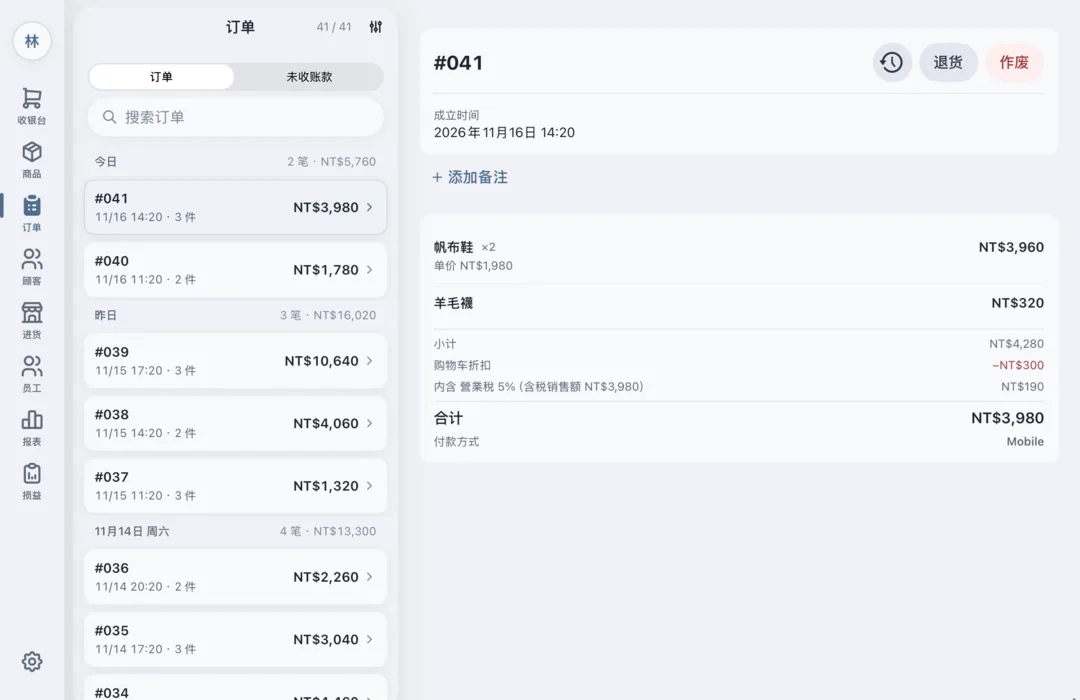 林
收银台
商品
订单
顾客
进货
员工
报表
损益
订单
41 / 41
订单
未收账款
搜索订单
今日
2 笔 · NT$5,760
#041
11/16 14:20 · 3 件
NT$3,980
#040
11/16 11:20 · 2 件
NT$1,780
昨日
3 笔 · NT$16,020
#039
11/15 17:20 · 3 件
NT$10,640
#038
11/15 14:20 · 2 件
NT$4,060
#037
11/15 11:20 · 3 件
NT$1,320
11月14日 周六
4 笔 · NT$13,300
#036
11/14 20:20 · 2 件
NT$2,260
#035
11/14 17:20 · 3 件
NT$3,040
#034
#041
退货
作废
成立时间
2026年11月16日 14:20
+ 添加备注
帆布鞋 ×2
NT$3,960
单价 NT$1,980
羊毛襪
NT$320
小计
NT$4,280
购物车折扣
−NT$300
内含 營業稅 5% (含税销售额 NT$3,980)
NT$190
合计
NT$3,980
付款方式
Mobile